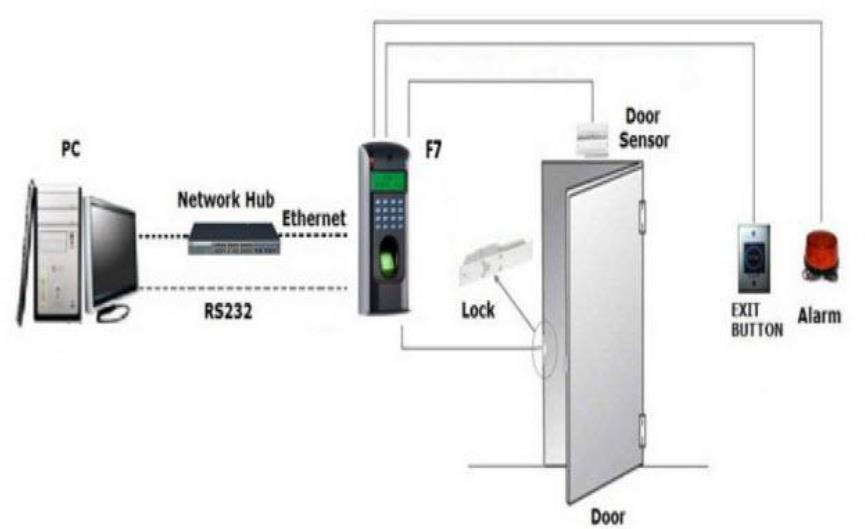 PC
Network Hub
Ethernet
RS232
F7
Door
Sensor
Lock
EXIT
BUTTON
Alarm
Door